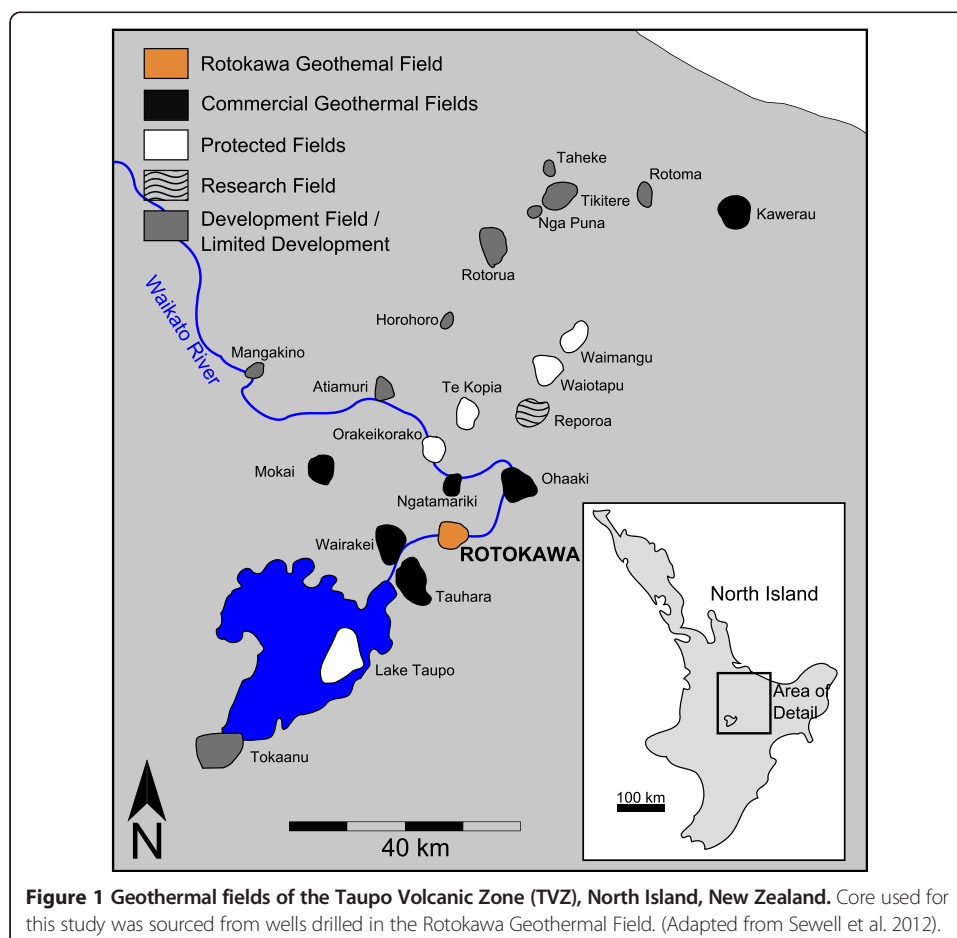 Rotokawa Geothemal Field
Commercial Geothermal Fields
Protected Fields
Research Field
Development Field /
Limited Development
Taheke
Rotoma
Tikitere
Nga Puna
Kawerau
Rotorua
Waikato River
Horohoro
Waimangu
Mangakino
Waiotapu
Atiamuri
Te Kopia
Reporoa
Orakeikorako
Mokai
Ohaaki
Ngatamariki
Wairakei
ROTOKAWA
Tauhara
Lake Taupo
Tokaanu
N
40 km
North Island
Area of
Detail
100 km
Figure 1 Geothermal fields of the Taupo Volcanic Zone (TVZ), North Island, New Zealand. Core used for
this study was sourced from wells drilled in the Rotokawa Geothermal Field. (Adapted from Sewell et al. 2012).